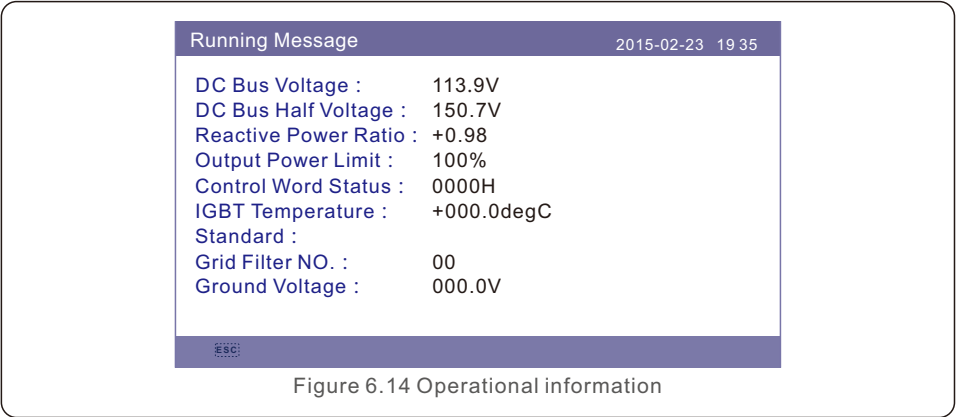 Running Message 2015-02-23 19 35
DC Bus Voltage : 113.9V
DC Bus Half Voltage : 150.7V
Reactive Power Ratio : +0.98
Output Power Limit : 100%
Control Word Status : 0000H
IGBT Temperature : +000.0degC
Standard :
Grid Filter NO. : 00
Ground Voltage : 000.0V
ESC
Figure 6.14 Operational information